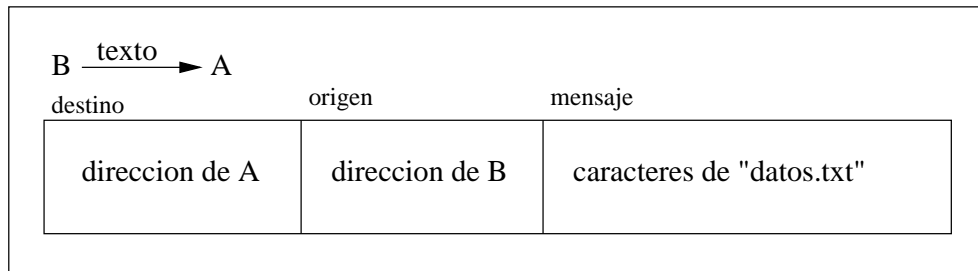 texto
B A
destino origen mensaje
direccion de A direccion de B caracteres de "datos.txt"